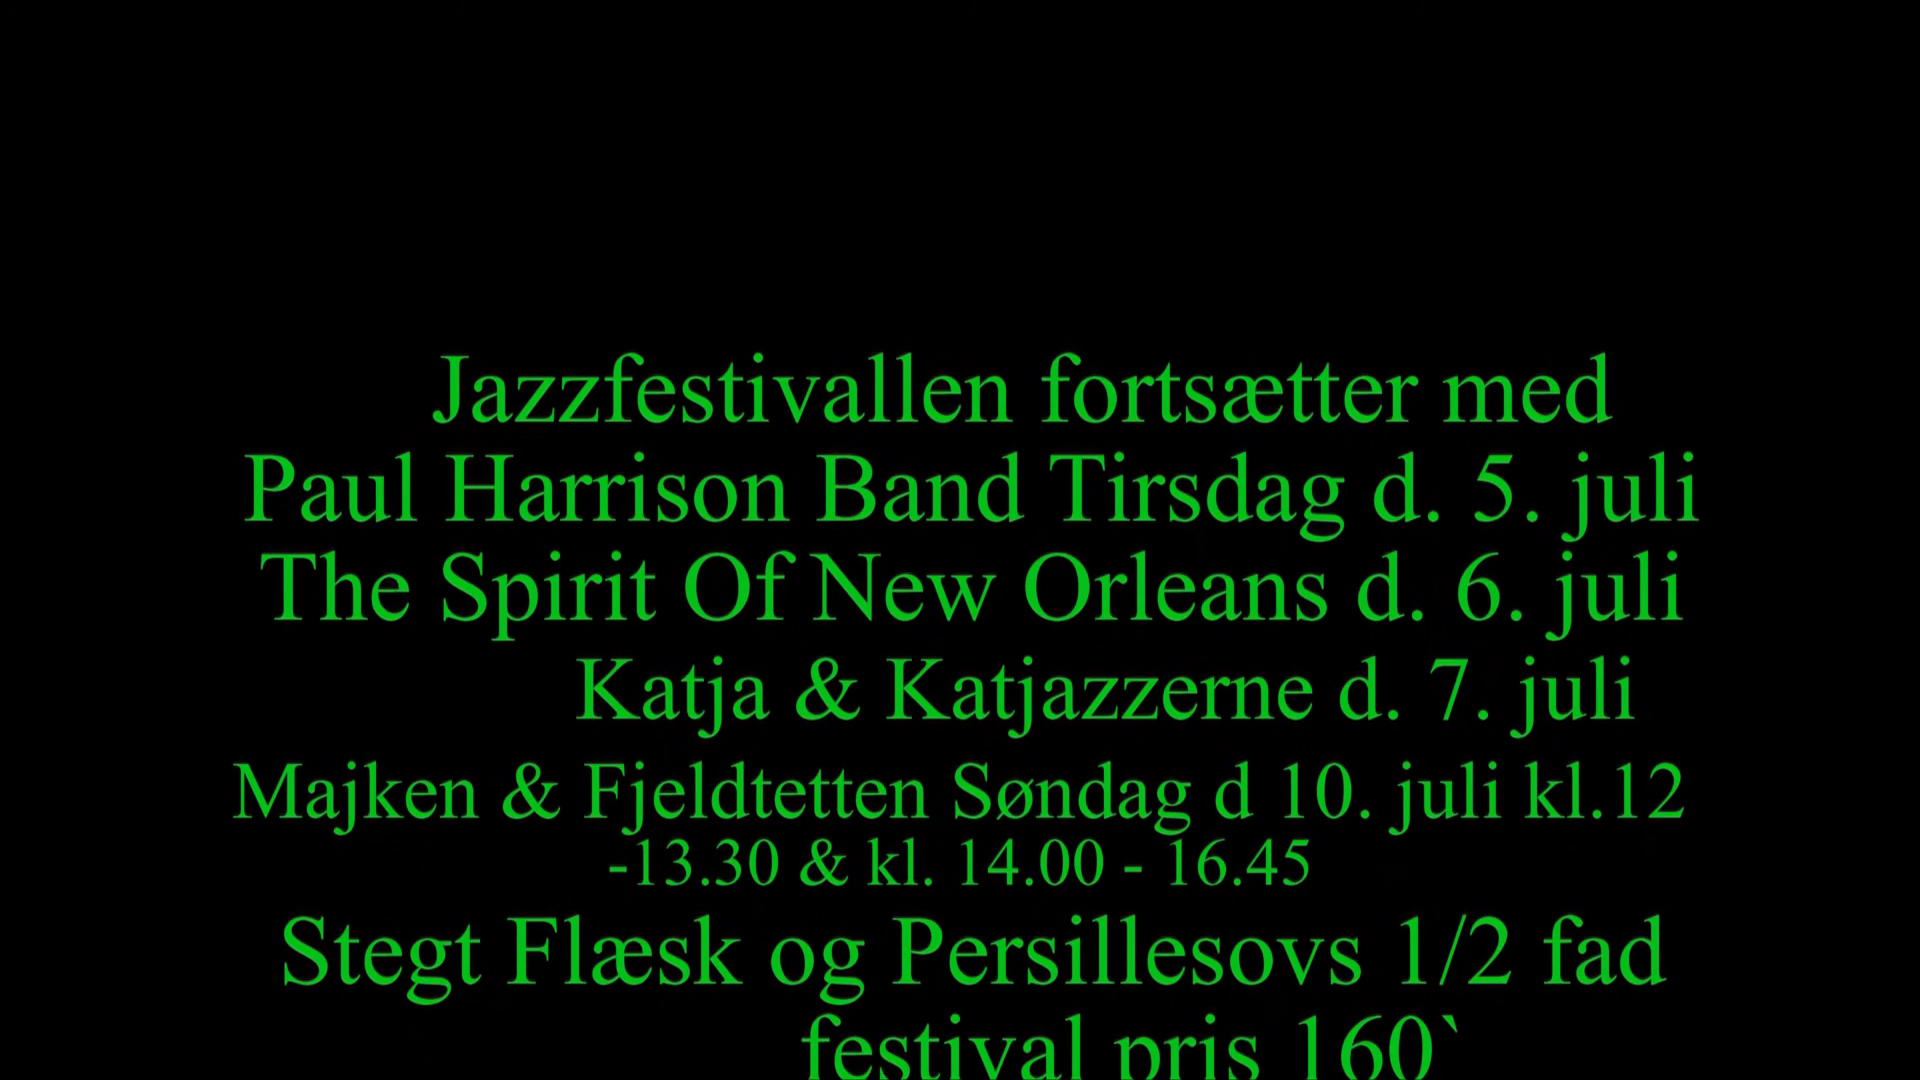 Jazzfestivallen fortsætter med
Paul Harrison Band Tirsdag d. 5. juli
The Spirit Of New Orleans d. 6. juli
Katja & Katjazzerne d. 7. juli
Majken & Fjeldtetten Søndag d 10. juli kl.12
-13.30 & kl. 14.00 - 16.45
Stegt Flæsk og Persillesovs 1/2 fad
festival pris 160`